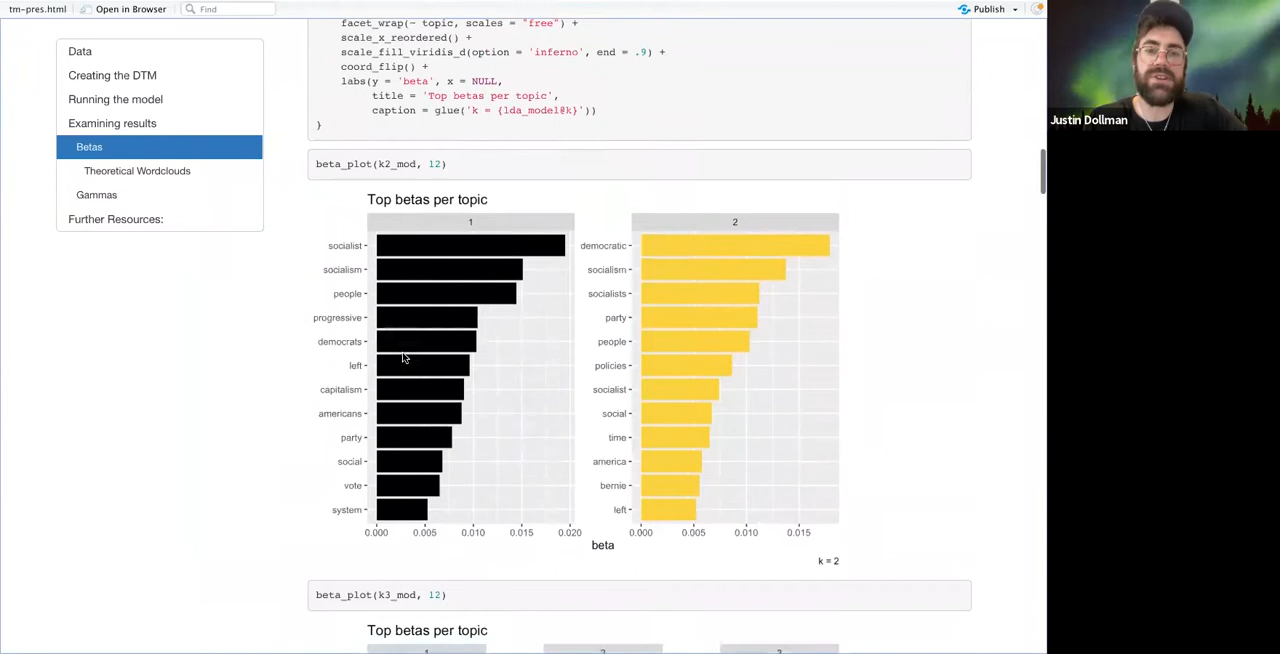 tm-pres.html
Open in Browser
Find
Publish
Data
Creating the DTM
Running the model
Examining results
Betas
Theoretical Wordclouds
Gammas
Further Resources:
facet_wrap(~ topic, scales = "free") +
scale_x_reordered() +
scale_fill_viridis_d(option = 'inferno', end = .9) +
coord_flip() +
labs(y = 'beta', x = NULL,
title = 'Top betas per topic',
caption = glue('k = {lda_model@k}'))
}
beta_plot(k2_mod, 12)
Top betas per topic
1
socialist
socialism
people
progressive
democrats
left
capitalism
americans
party
social
vote
system
0.000 0.005 0.010 0.015 0.020
2
democratic
socialism
socialists
party
people
policies
socialist
social
time
america
bernie
left
0.000 0.005 0.010 0.015
beta
k = 2
beta_plot(k3_mod, 12)
Top betas per topic
1 2 3
Justin Dollman